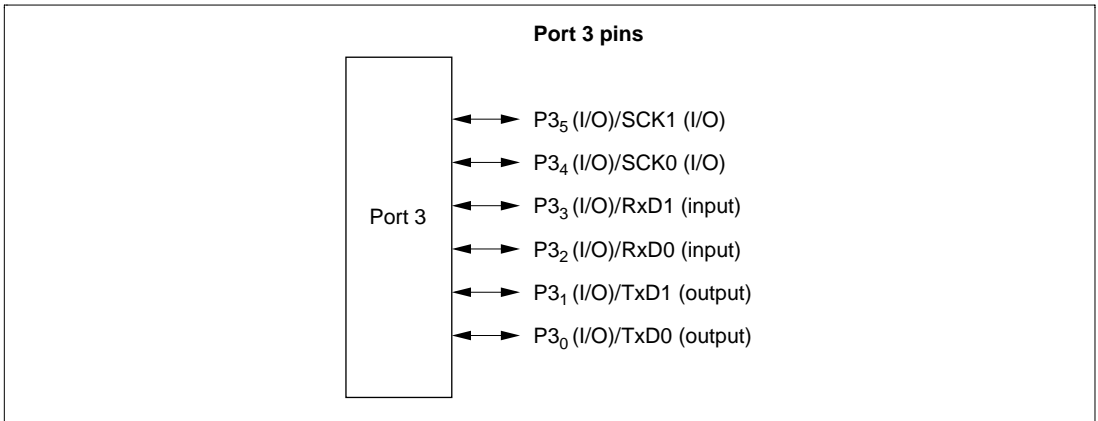 Port 3 pins
P3₅ (I/O)/SCK1 (I/O)
P3₄ (I/O)/SCK0 (I/O)
P3₃ (I/O)/RxD1 (input)
Port 3
P3₂ (I/O)/RxD0 (input)
P3₁ (I/O)/TxD1 (output)
P3₀ (I/O)/TxD0 (output)